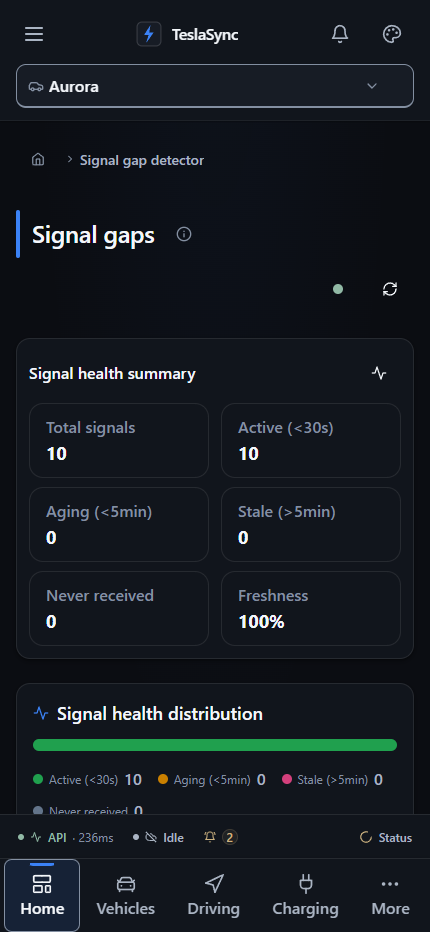 TeslaSync
Aurora
Signal gap detector
Signal gaps
Signal health summary
Total signals
10
Active (<30s)
10
Aging (<5min)
0
Stale (>5min)
0
Never received
0
Freshness
100%
Signal health distribution
Active (<30s) 10 Aging (<5min) 0 Stale (>5min) 0
Never received 0
API · 236ms Idle 2 Status
Home Vehicles Driving Charging More